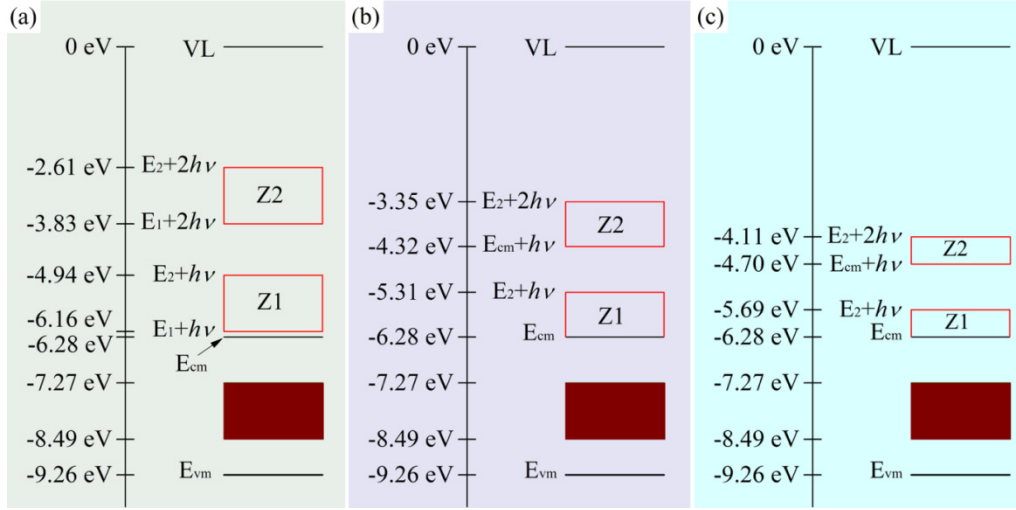 (a)
0 eV VL
-2.61 eV E₂+2hν
Z2
-3.83 eV E₁+2hν
-4.94 eV E₂+hν
Z1
-6.16 eV E₁+hν
-6.28 eV
Ecm
-7.27 eV
-8.49 eV
-9.26 eV Evm
(b)
0 eV VL
-3.35 eV E₂+2hν
Z2
-4.32 eV Ecm+hν
-5.31 eV E₂+hν
Z1
-6.28 eV Ecm
-7.27 eV
-8.49 eV
-9.26 eV Evm
(c)
0 eV VL
-4.11 eV E₂+2hν
Z2
-4.70 eV Ecm+hν
-5.69 eV E₂+hν
Z1
-6.28 eV Ecm
-7.27 eV
-8.49 eV
-9.26 eV Evm